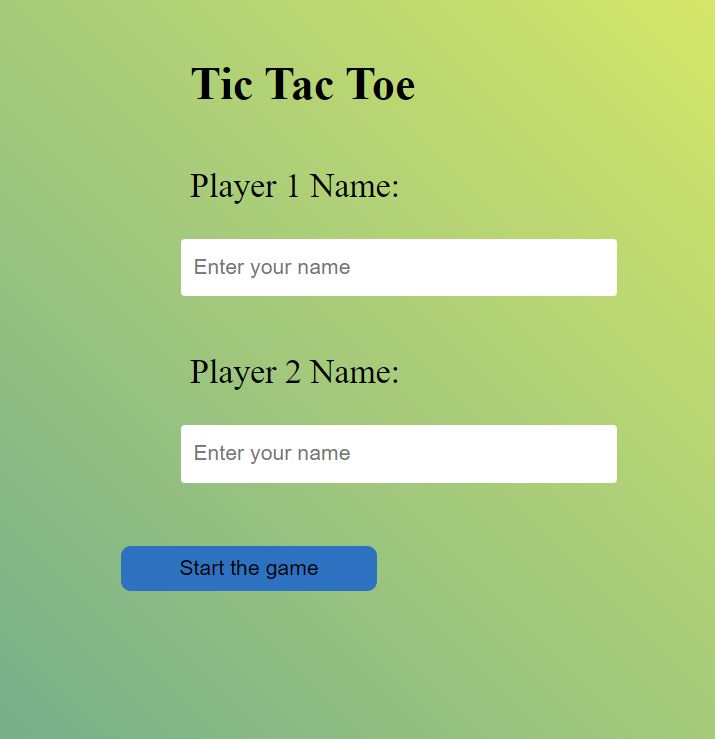 Tic Tac Toe
Player 1 Name:
Enter your name
Player 2 Name:
Enter your name
Start the game